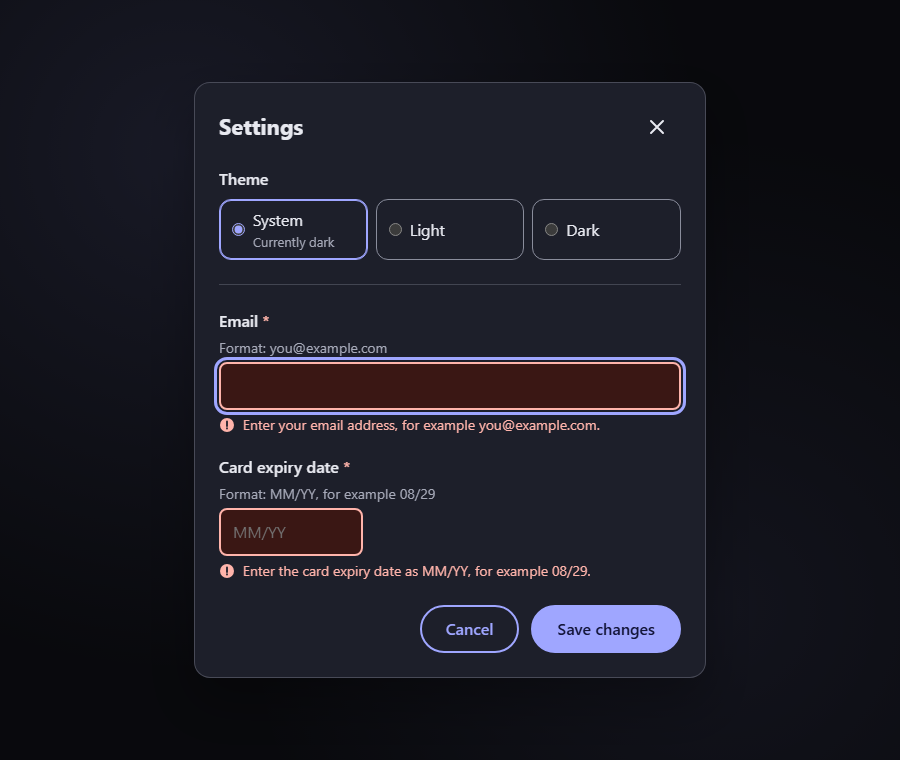 Settings
Theme
System
Currently dark
Light
Dark
Email *
Format: you@example.com
Enter your email address, for example you@example.com.
Card expiry date *
Format: MM/YY, for example 08/29
MM/YY
Enter the card expiry date as MM/YY, for example 08/29.
Cancel
Save changes